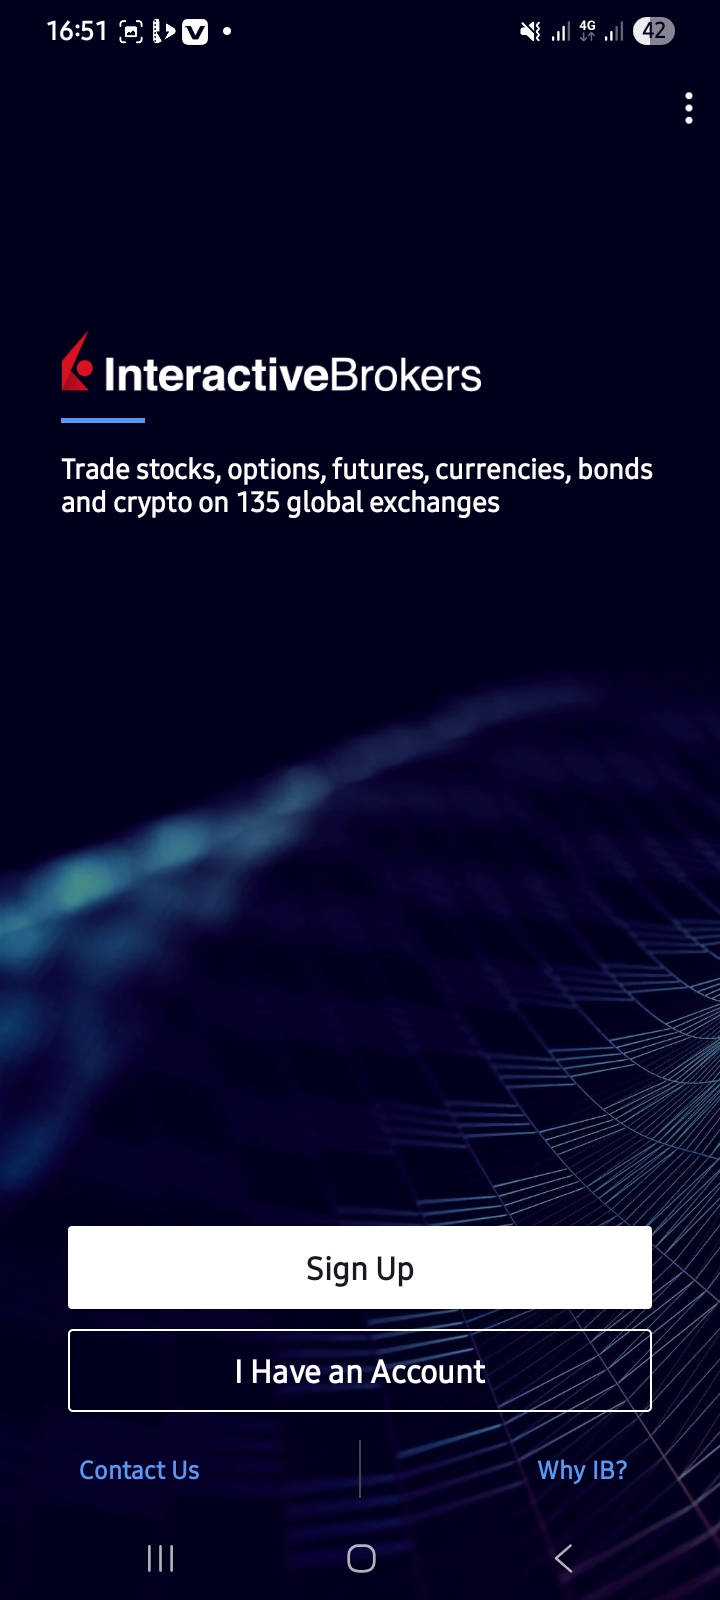 16:51
4G
42
InteractiveBrokers
Trade stocks, options, futures, currencies, bonds
and crypto on 135 global exchanges
Sign Up
I Have an Account
Contact Us
Why IB?